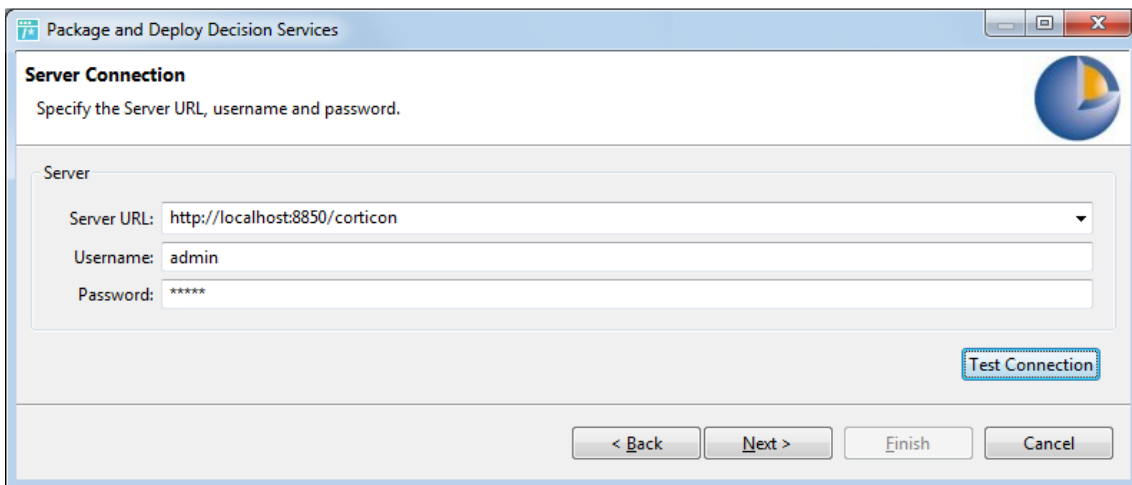 Package and Deploy Decision Services
Server Connection
Specify the Server URL, username and password.
Server
Server URL: http://localhost:8850/corticon
Username: admin
Password: *****
Test Connection
< Back Next > Finish Cancel